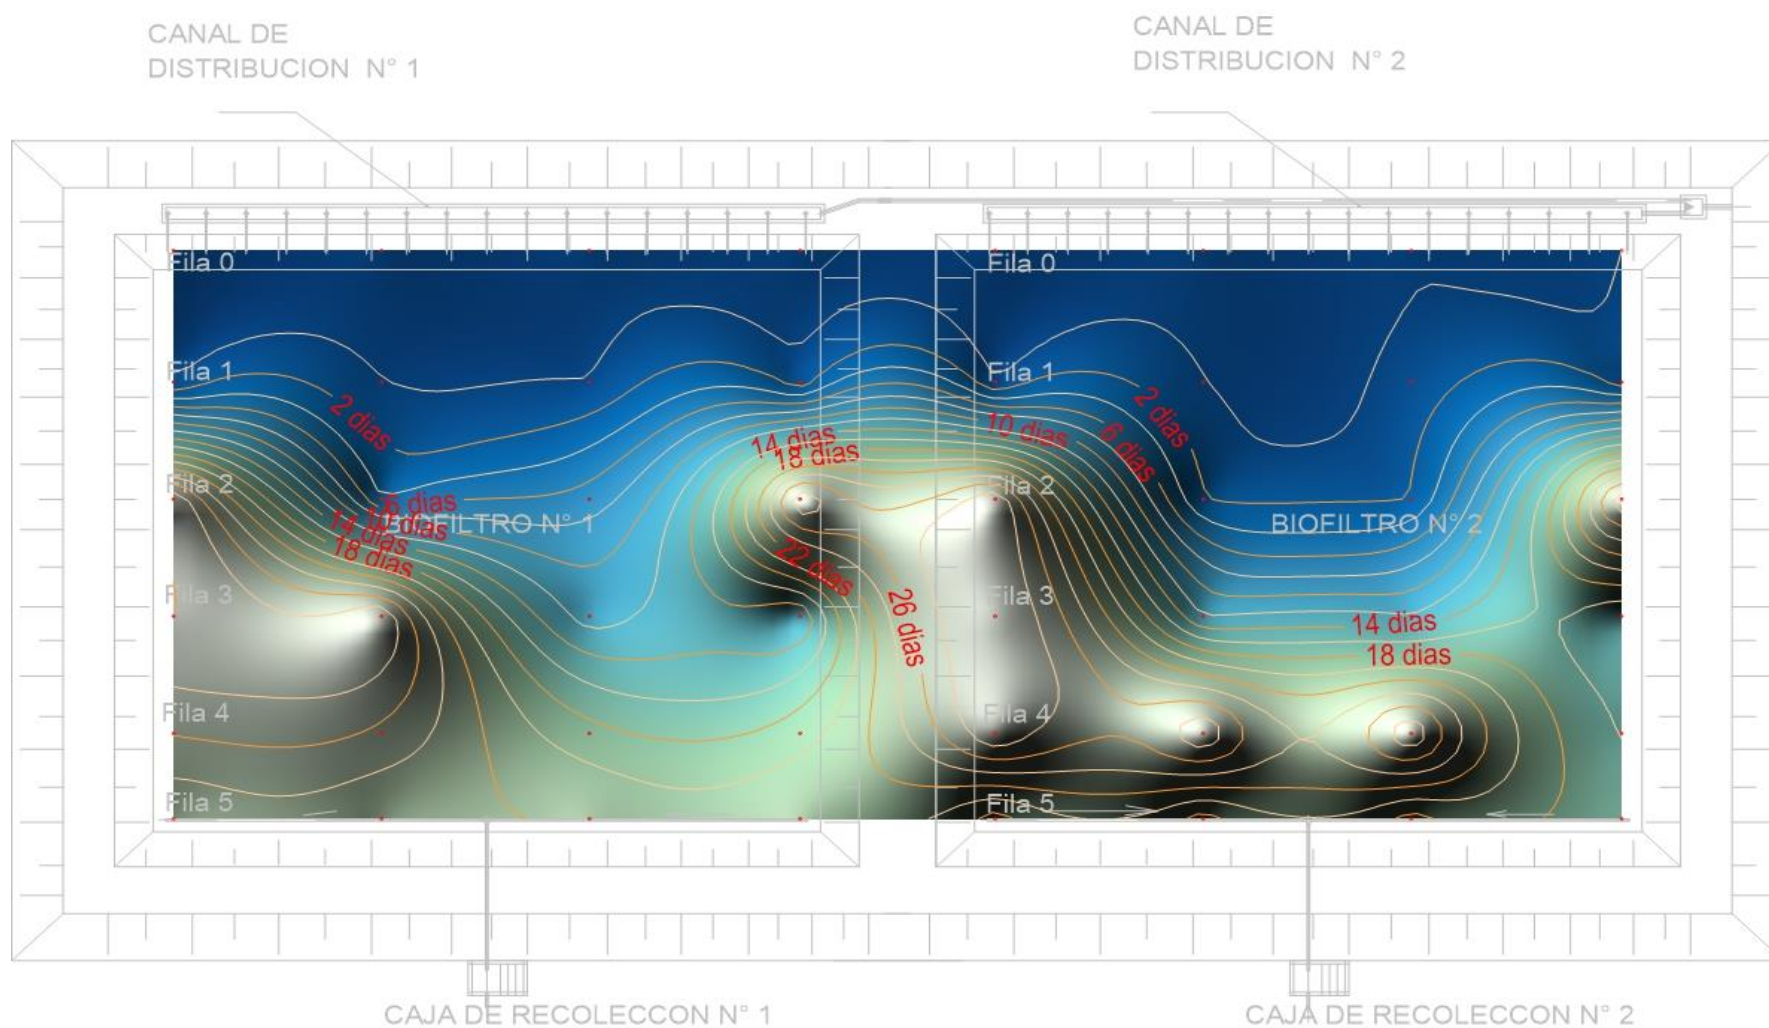 CANAL DE
DISTRIBUCION N° 1
CANAL DE
DISTRIBUCION N° 2
Fila 0
Fila 0
Fila 1
Fila 1
2 dias
2 dias
10 dias
6 dias
14 dias
18 dias
Fila 2
Fila 2
6 dias
10 dias
14 dias
18 dias
BIOFILTRO N° 1
BIOFILTRO N° 2
22 dias
26 dias
Fila 3
Fila 3
14 dias
18 dias
Fila 4
Fila 4
Fila 5
Fila 5
CAJA DE RECOLECCON N° 1
CAJA DE RECOLECCON N° 2